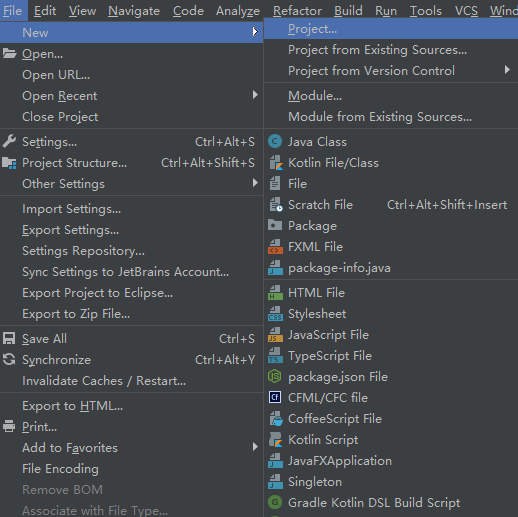 File Edit View Navigate Code Analyze Refactor Build Run Tools VCS
New
Open...
Open URL...
Open Recent
Close Project
Settings... Ctrl+Alt+S
Project Structure... Ctrl+Alt+Shift+S
Other Settings
Import Settings...
Export Settings...
Settings Repository...
Sync Settings to JetBrains Account...
Export Project to Eclipse...
Export to Zip File...
Save All Ctrl+S
Synchronize Ctrl+Alt+Y
Invalidate Caches / Restart...
Export to HTML...
Print...
Add to Favorites
File Encoding
Remove BOM
Associate with File Type...
Project...
Project from Existing Sources...
Project from Version Control
Module...
Module from Existing Sources...
Java Class
Kotlin File/Class
File
Scratch File Ctrl+Alt+Shift+Insert
Package
FXML File
package-info.java
HTML File
Stylesheet
JavaScript File
TypeScript File
package.json File
CFML/CFC file
CoffeeScript File
Kotlin Script
JavaFXApplication
Singleton
Gradle Kotlin DSL Build Script